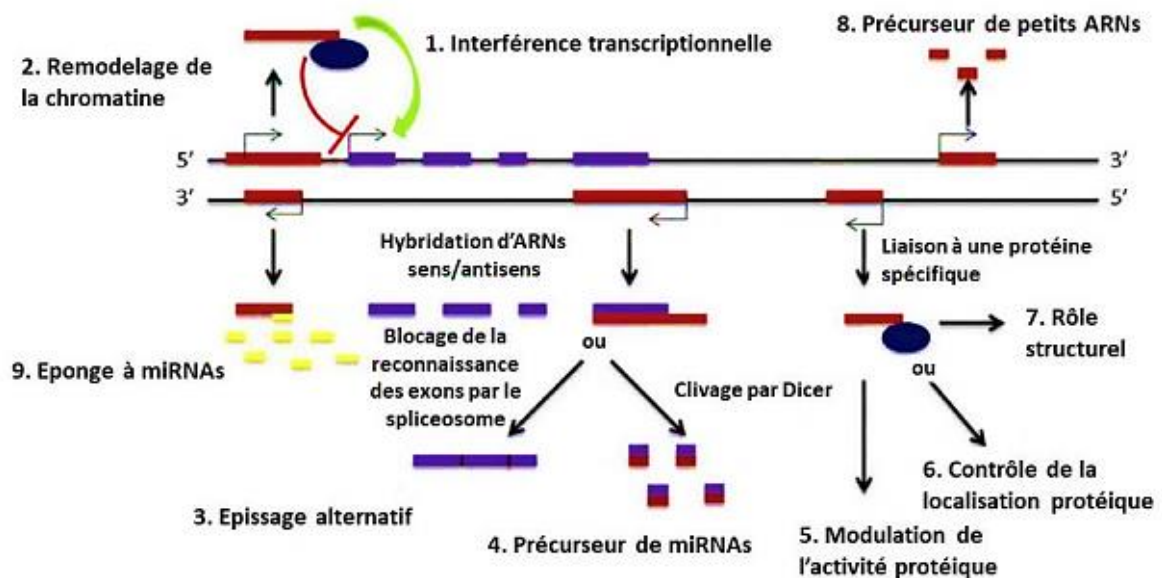 1. Interférence transcriptionnelle
2. Remodelage de
la chromatine
8. Précurseur de petits ARNs
5'
3'
3'
5'
Hybridation d'ARNs
sens/antisens
Liaison à une protéine
spécifique
9. Eponge à miRNAs
Blocage de la
reconnaissance
des exons par le
spliceosome
ou
Clivage par Dicer
7. Rôle
structurel
ou
3. Epissage alternatif
4. Précurseur de miRNAs
6. Contrôle de la
localisation protéique
5. Modulation de
l'activité protéique